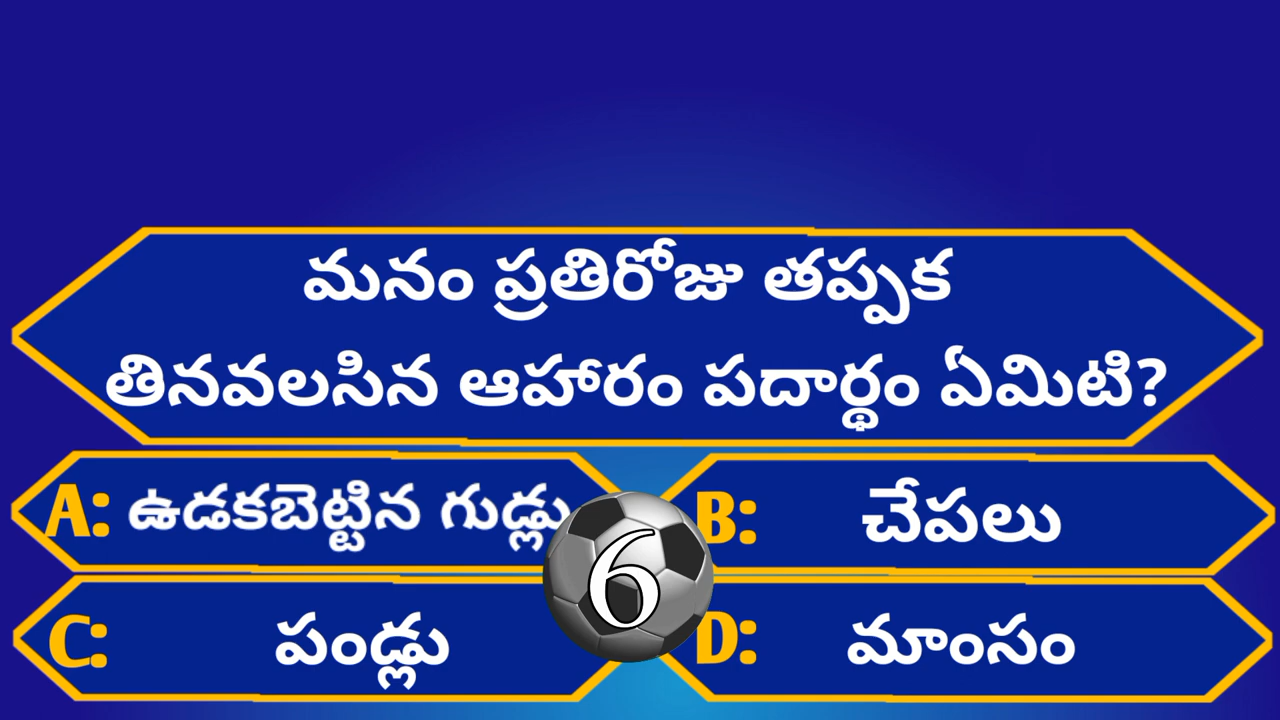 మనం ప్రతిరోజు తప్పక
తినవలసిన ఆహారం పదార్థం ఏమిటి?
A: ఉడకబెట్టిన గుడ్లు
B: చేపలు
6
C: పండ్లు
D: మాంసం